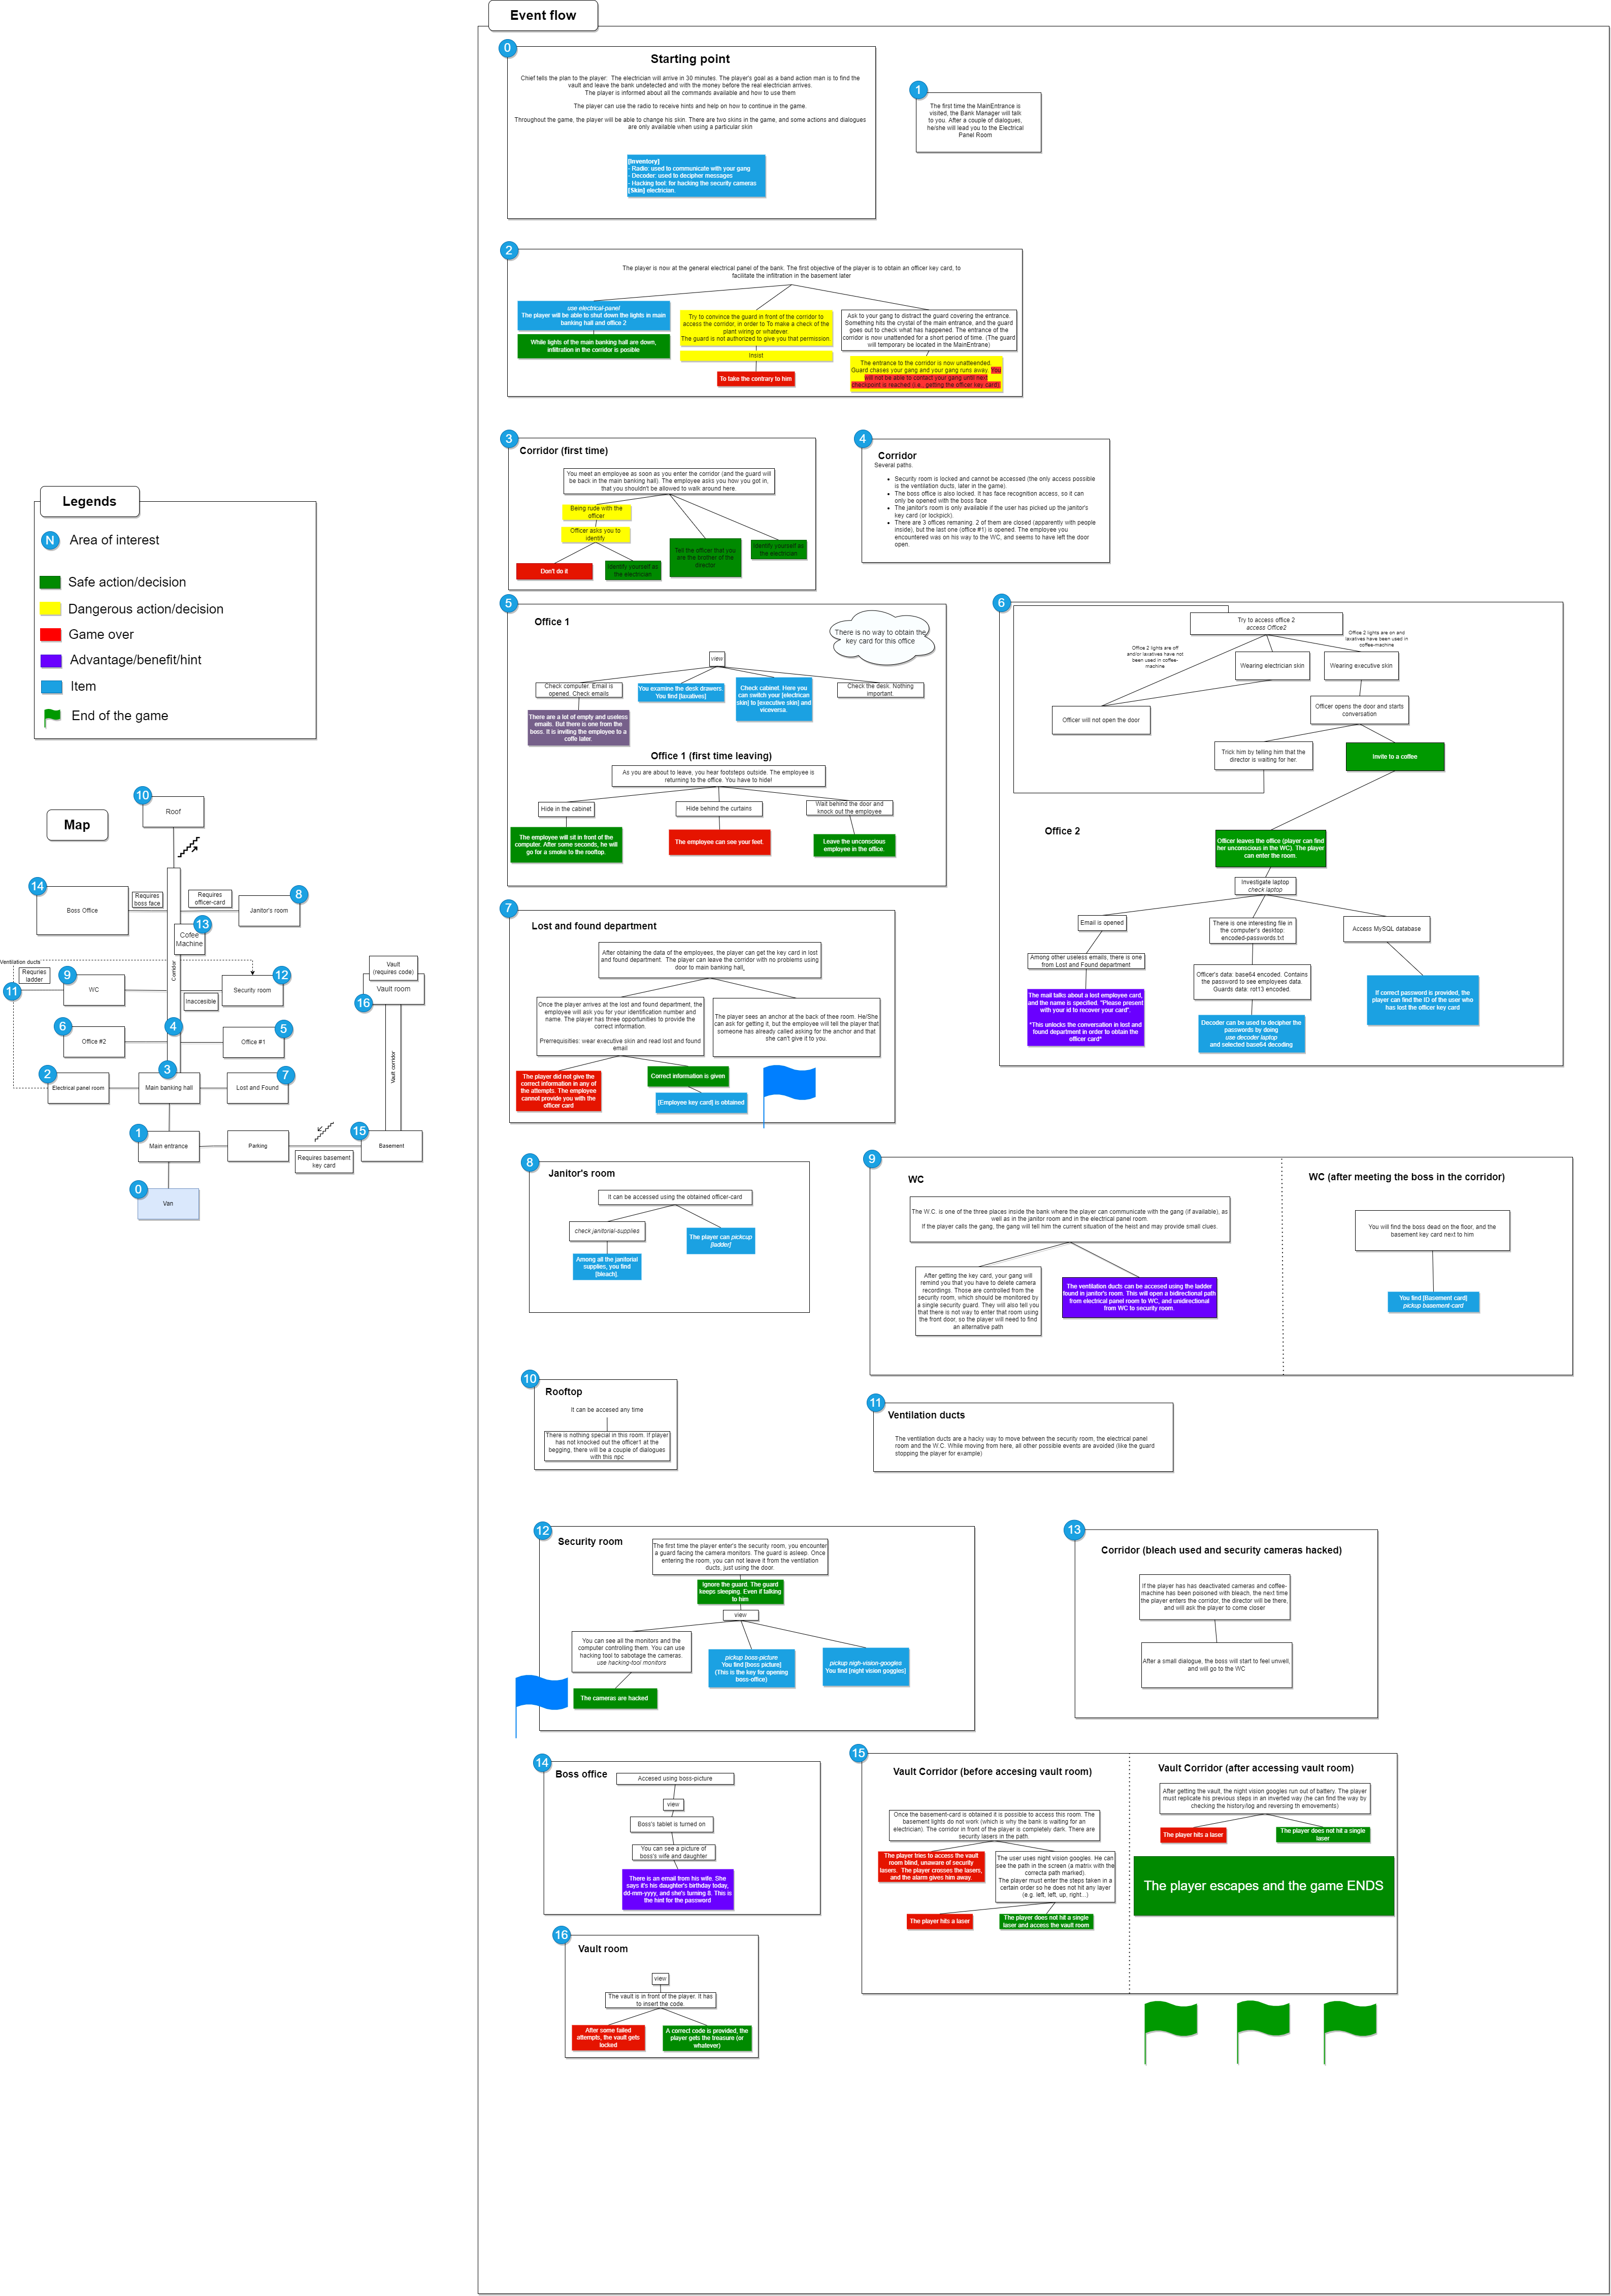 Event flow
0
Starting point
Chief tells the plan to the player.  The electrician will arrive in 30 minutes. The player's goal as a band action man is to find the
vault and leave the bank undetected and with the money before the real electrician arrives.
The player is informed about all the commands available and how to use them
The player can use the radio to receive hints and help on how to continue in the game.
Throughout the game, the player will be able to change his skin. There are two skins in the game, and some actions and dialogues
are only available when using a particular skin
[Inventory]
- Radio: used to communicate with your gang
- Decoder: used to decipher messages
- Hacking tool: for hacking the security cameras
[Skin] electrician.
1
The first time the MainEntrance is
visited, the Bank Manager will talk
to you. After a couple of dialogues,
he/she will lead you to the Electrical
Panel Room
2
The player is now at the general electrical panel of the bank. The first objective of the player is to obtain an officer key card, to
facilitate the infiltration in the basement later
use electrical-panel
The player will be able to shut down the lights in main
banking hall and office 2
While lights of the main banking hall are down,
infiltration in the corridor is posible
Try to convince the guard in front of the corridor to
access the corridor, in order to To make a check of the
plant wiring or whatever.
The guard is not authorized to give you that permission.
Insist
To take the contrary to him
Ask to your gang to distract the guard covering the entrance.
Something hits the crystal of the main entrance, and the guard
goes out to check what has happened. The entrance of the
corridor is now unattended for a short period of time. (The guard
will temporary be located in the MainEntrane)
The entrance to the corridor is now unatteended.
Guard chases your gang and your gang runs away. You
will not be able to contact your gang until next
checkpoint is reached (i.e., getting the officer key card).
3
Corridor (first time)
You meet an employee as soon as you enter the corridor (and the guard will
be back in the main banking hall). The employee asks you how you got in,
that you shouldn't be allowed to walk around here.
Being rude with the
officer
Officer asks you to
identify
Don't do it
Identify yourself as
the electrician
Tell the officer that you
are the brother of the
director
Identify yourself as
the electrician
4
Corridor
Several paths.
• Security room is locked and cannot be accessed (the only access possible
is the ventilation ducts, later in the game).
• The boss office is also locked. It has face recognition access, so it can
only be opened with the boss face
• The janitor's room is only available if the user has picked up the janitor's
key card (or lockpick).
• There are 3 offices remaning. 2 of them are closed (apparently with people
inside), but the last one (office #1) is opened. The employee you
encountered was on his way to the WC, and seems to have left the door
open.
Legends
N Area of interest
Safe action/decision
Dangerous action/decision
Game over
Advantage/benefit/hint
Item
End of the game
5
Office 1
There is no way to obtain the
key card for this office
view
Check computer. Email is
opened. Check emails
There are a lot of empty and useless
emails. But there is one from the
boss. It is inviting the employee to a
coffe later.
You examine the desk drawers.
You find [laxatives]
Check cabinet. Here you
can switch your [electrican
skin] to [executive skin] and
viceversa.
Check the desk. Nothing
important
Office 1 (first time leaving)
As you are about to leave, you hear footsteps outside. The employee is
returning to the office. You have to hide!
Hide in the cabinet
The employee will sit in front of the
computer. After some seconds, he will
go for a smoke to the rooftop.
Hide behind the curtains
The employee can see your feet.
Wait behind the door and
knock out the employee
Leave the unconscious
employee in the office.
6
Try to access office 2
access Office2
Office 2 lights are off
and/or laxatives have not
been used in coffee-
machine
Office 2 lights are on and
laxatives have been used in
coffee-machine
Wearing electrician skin
Wearing executive skin
Officer will not open the door
Officer opens the door and starts
conversation
Trick him by telling him that the
director is waiting for her.
Invite to a coffee
Office 2
Officer leaves the office (player can find
her unconscious in the WC). The player
can enter the room.
Investigate laptop
check laptop
Email is opened
Among other useless emails, there is one
from Lost and Found department
The mail talks about a lost employee card,
and the name is specified. "Please present
with your id to recover your card".
*This unlocks the conversation in lost and
found department in order to obtain the
officer card*
There is one interesting file in
the computer's desktop:
encoded-passwords.txt
Officer's data: base64 encoded. Contains
the password to see employees data.
Guards data: rot13 encoded.
Decoder can be used to decipher the
passwords by doing
use decoder laptop
and selected base64 decoding
Access MySQL database
If correct password is provided, the
player can find the ID of the user who
has lost the officer key card
Map
10
Roof
14
Boss Office
Requires
boss face
Requires
officer-card
8
Janitor's room
13
Cofee
Machine
Corridor
Ventilation ducts
Requries
ladder
11
9
WC
12
Security room
Inaccesible
Vault
(requires code)
Vault room
16
6
Office #2
4
5
Office #1
Vault corridor
2
Electrical panel room
3
Main banking hall
7
Lost and Found
1
Main entrance
Parking
Requires basement
key card
15
Basement
0
Van
7
Lost and found department
After obtaining the data of the employees, the player can get the key card in lost
and found department.  The player can leave the corridor with no problems using
door to main banking hall.
Once the player arrives at the lost and found department, the
employee will ask you for your identification number and
name. The player has three opportunities to provide the
correct information.
Prerrequisities: wear executive skin and read lost and found
email
The player sees an anchor at the back of thee room. He/She
can ask for getting it, but the employee will tell the player that
someone has already called asking for the anchor and that
she can't give it to you.
The player did not give the
correct information in any of
the attempts. The employee
cannot provide you with the
officer card
Correct information is given
[Employee key card] is obtained
8
Janitor's room
It can be accessed using the obtained officer-card
check janitorial-supplies
Among all the janitorial
supplies, you find
[bleach]
The player can pickcup
[ladder]
9
WC
The W.C. is one of the three places inside the bank where the player can communicate with the gang (if available), as
well as in the janitor room and in the electrical panel room.
If the player calls the gang, the gang will tell him the current situation of the heist and may provide small clues.
After getting the key card, your gang will
remind you that you have to delete camera
recordings. Those are controlled from the
security room, which should be monitored by
a single security guard. They will also tell you
that there is not way to enter that room using
the front door, so the player will need to find
an alternative path
The ventilation ducts can be accesed using the ladder
found in janitor's room. This will open a bidirectional path
from electrical panel room to WC, and unidirectional
from WC to security room.
WC (after meeting the boss in the corridor)
You will find the boss dead on the floor, and the
basement key card next to him
You find [Basement card]
pickup basement-card
10
Rooftop
It can be accesed any time
There is nothing special in this room. If player
has not knocked out the officer1 at the
begging, there will be a couple of dialogues
with this npc
11
Ventilation ducts
The ventilation ducts are a hacky way to move between the security room, the electrical panel
room and the W.C. While moving from here, all other possible events are avoided (like the guard
stopping the player for example)
12
Security room
The first time the player enter's the security room, you encounter
a guard facing the camera monitors. The guard is asleep. Once
entering the room, you can not leave it from the ventilation
ducts, just using the door.
Ignore the guard. The guard
keeps sleeping. Even if talking
to him
view
You can see all the monitors and the
computer controlling them. You can use
hacking tool to sabotage the cameras.
use hacking-tool monitors
The cameras are hacked
pickup boss-picture
You find [boss picture]
(This is the key for opening
boss-office)
pickup nigh-vision-googles
You find [night vision goggles]
13
Corridor (bleach used and security cameras hacked)
If the player has has deactivated cameras and coffee-
machine has been poisoned with bleach, the next time
the player enters the corridor, the director will be there,
and will ask the player to come closer
After a small dialogue, the boss will start to feel unwell,
and will go to the WC
14
Boss office
Accesed using boss-picture
view
Boss's tablet is turned on
You can see a picture of
boss's wife and daughter
There is an email from his wife. She
says it's his daughter's birthday today,
dd-mm-yyyy, and she's turning 8. This is
the hint for the password
15
Vault Corridor (before accesing vault room)
Once the basement-card is obtained it is possible to access this room. The
basement lights do not work (which is why the bank is waiting for an
electrician). The corridor in front of the player is completely dark. There are
security lasers in the path.
The player tries to access the vault
room blind, unaware of security
lasers.  The player crosses the lasers,
and the alarm gives him away.
The user uses night vision googles. He can
see the path in the screen (a matrix with the
correcta path marked).
The player must enter the steps taken in a
certain order so he does not hit any layer
(e.g. left, left, up, right...)
The player hits a laser
The player does not hit a single
laser and access the vault room
Vault Corridor (after accessing vault room)
After getting the vault, the night vision googles run out of battery. The player
must replicate his previous steps in an inverted way (he can find the way by
checking the history/log and reversing th emovements)
The player hits a laser
The player does not hit a single
laser
The player escapes and the game ENDS
16
Vault room
view
The vault is in front of the player. It has
to insert the code.
After some failed
attempts, the vault gets
locked
A correct code is provided, the
player gets the treasure (or
whatever)